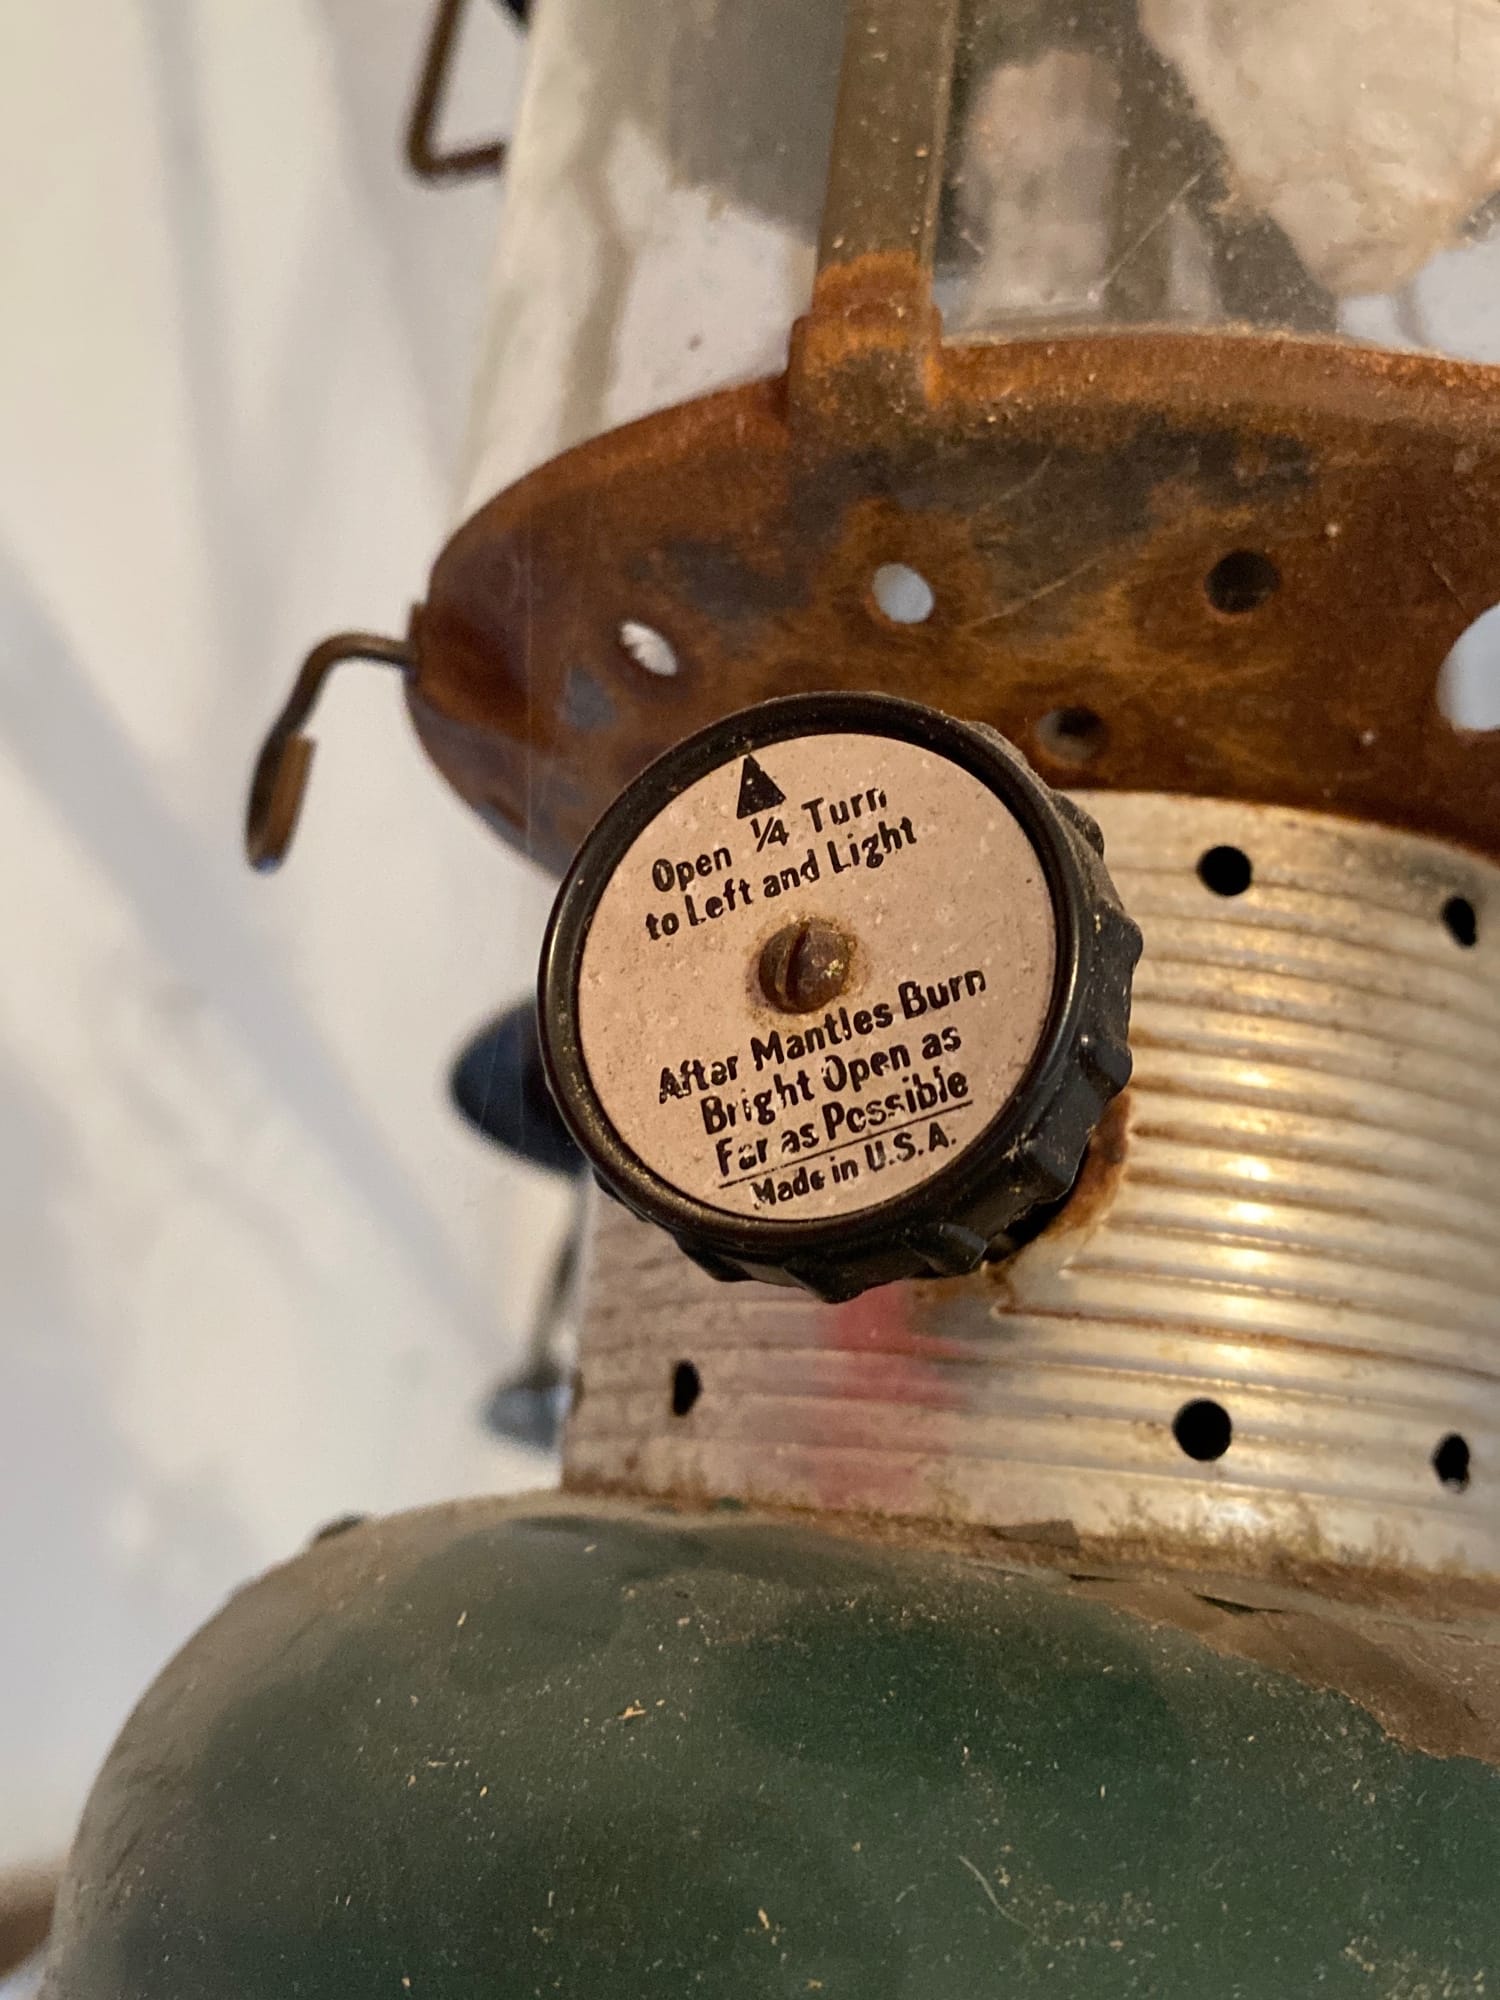 Open ¼ Turn
to Left and Light
After Mantles Burn
Bright Open as
Far as Possible
Made in U.S.A.